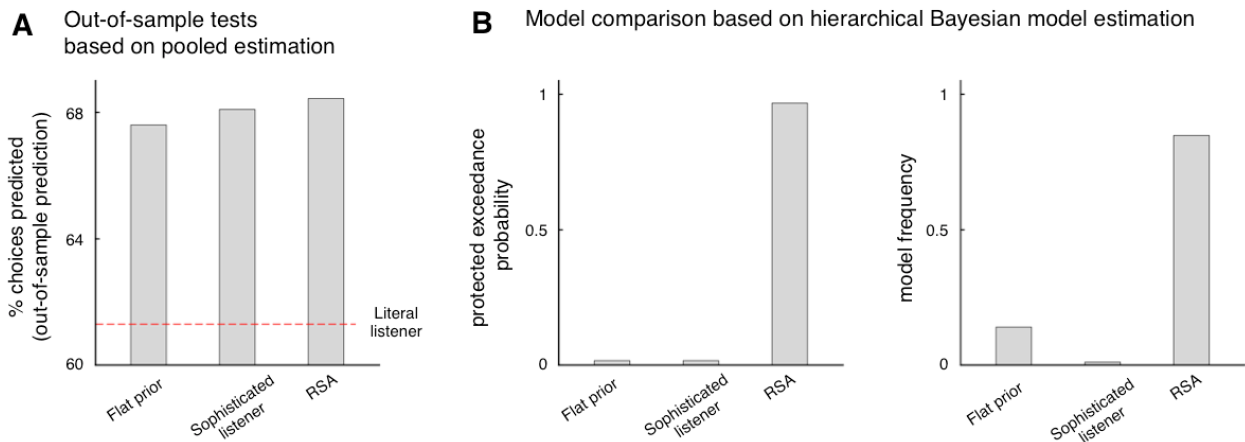 A
Out-of-sample tests
based on pooled estimation
% choices predicted
(out-of-sample prediction)
68
64
60
Literal
listener
Flat prior
Sophisticated
listener
RSA
B
Model comparison based on hierarchical Bayesian model estimation
protected exceedance
probability
1
0.5
0
Flat prior
Sophisticated
listener
RSA
model frequency
1
0.5
0
Flat prior
Sophisticated
listener
RSA